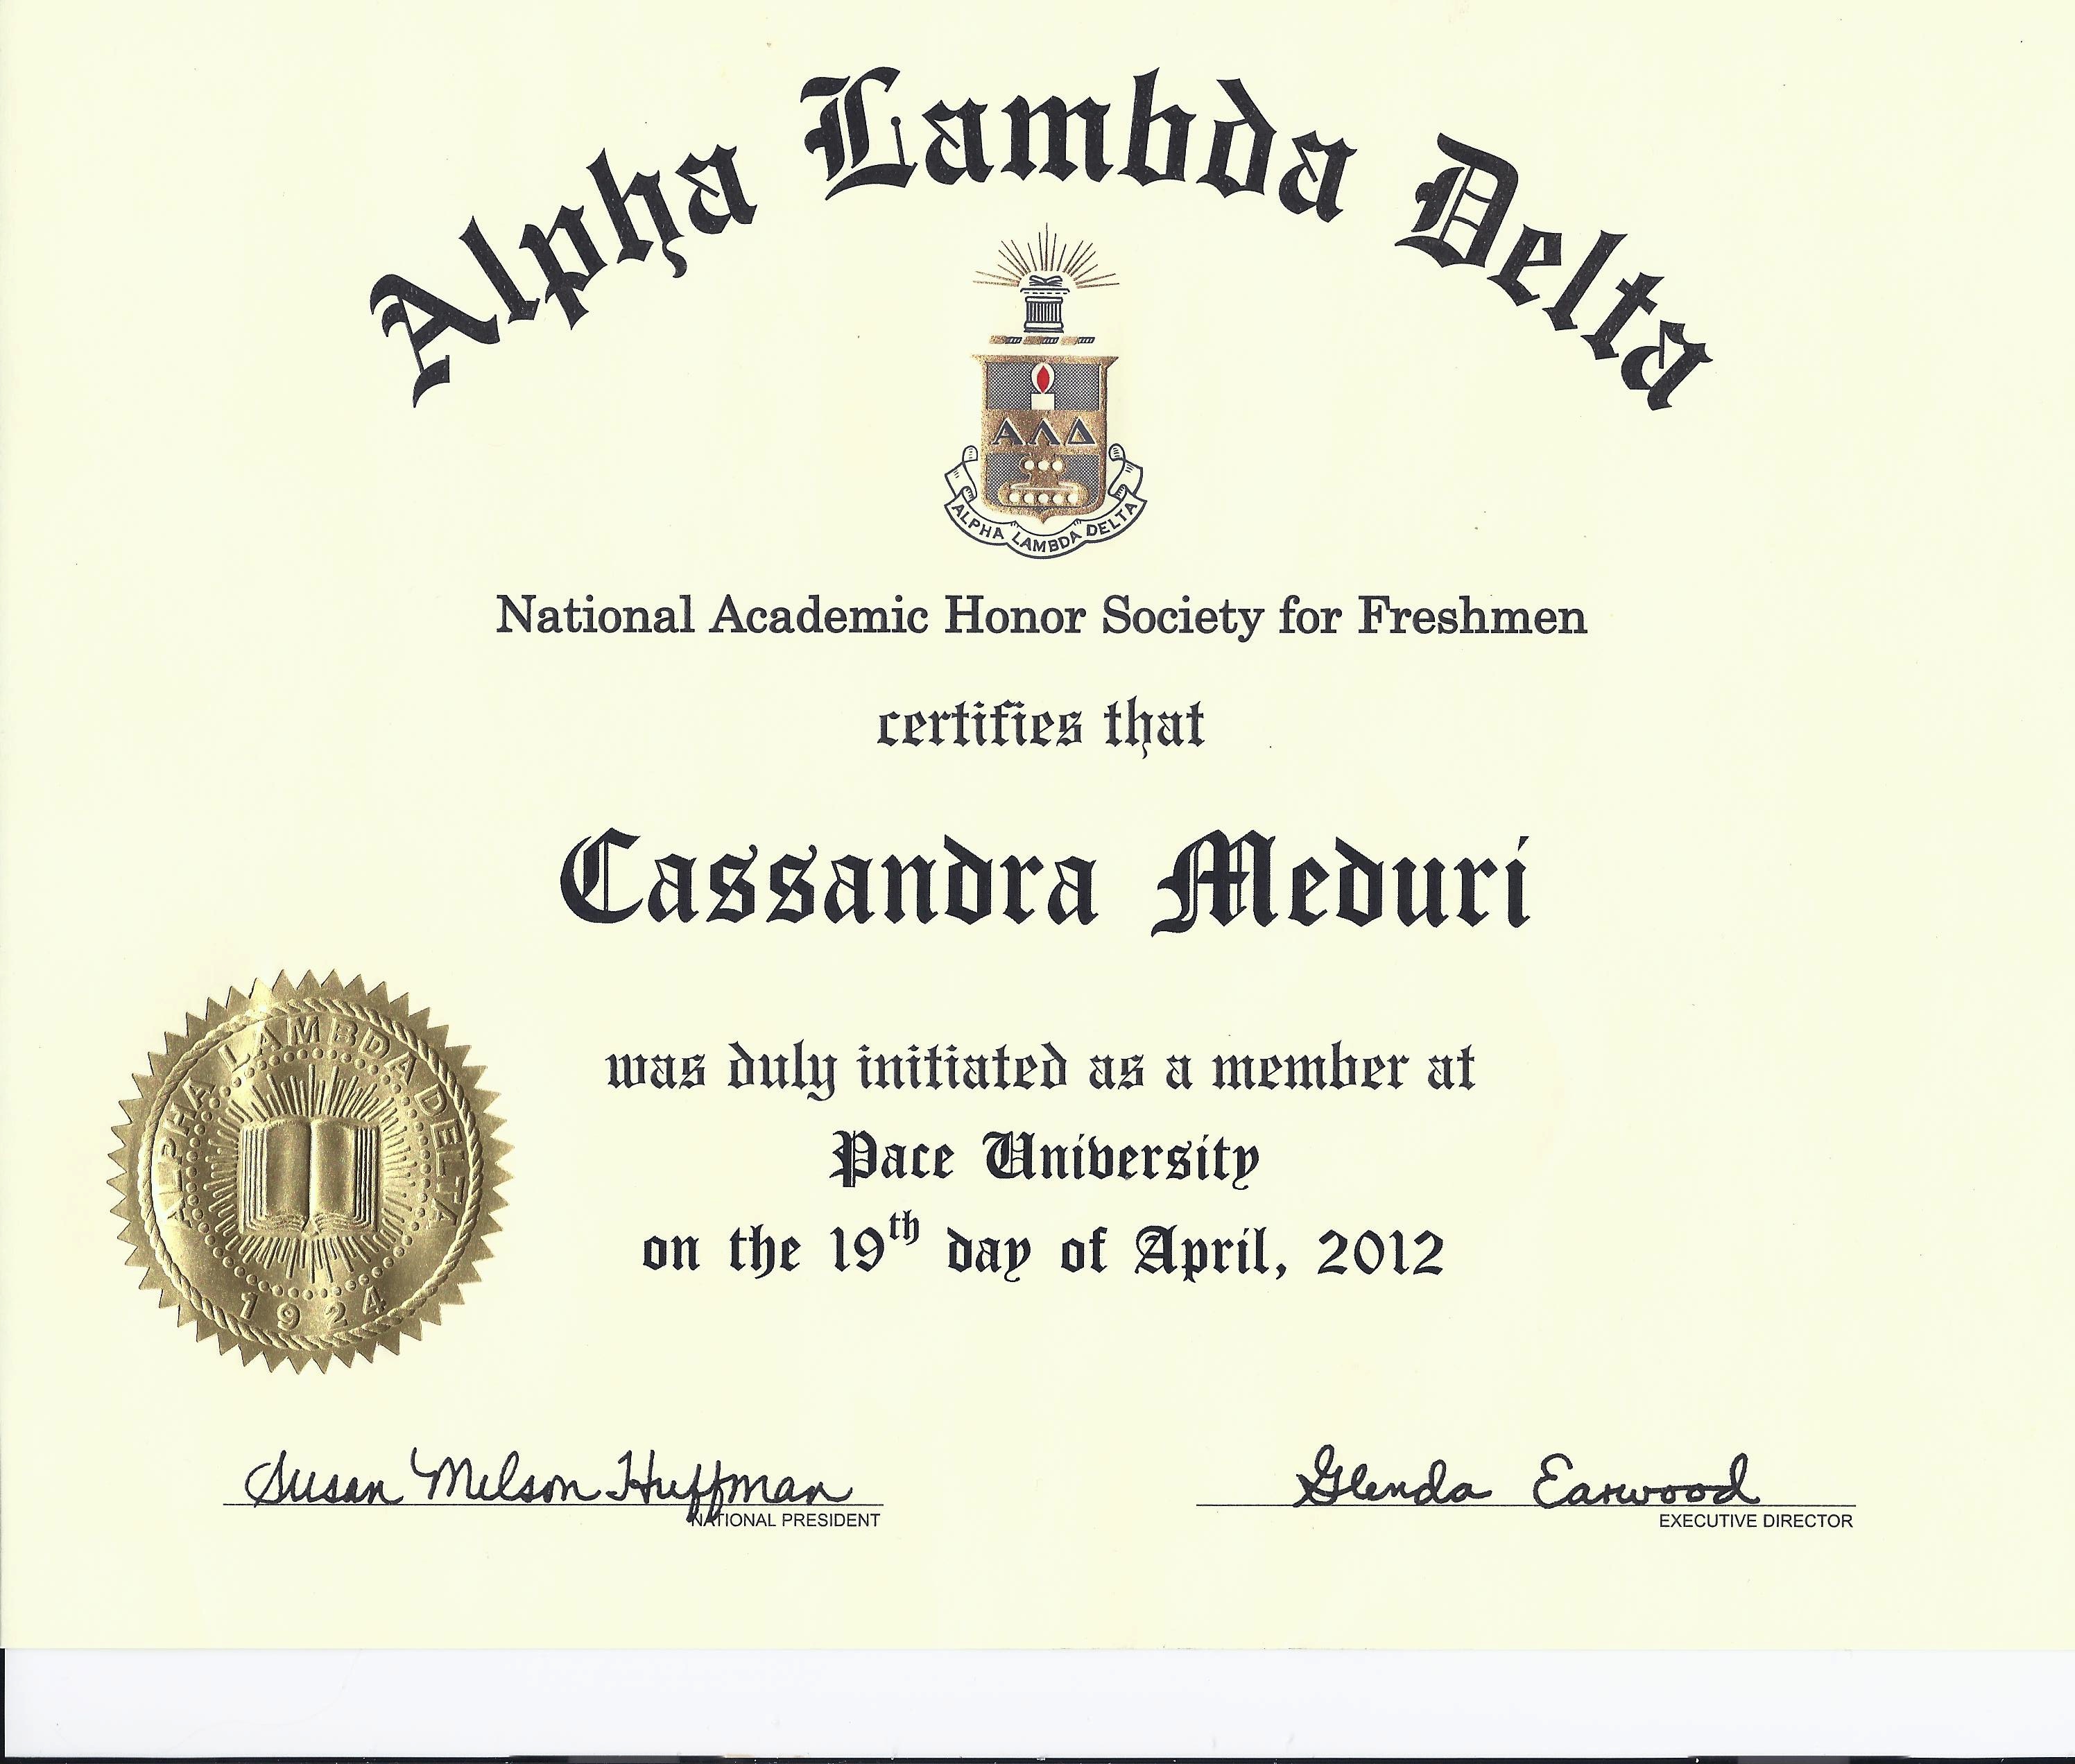 Alpha Lambda Delta
ΑΛΔ
ALPHA LAMBDA DELTA
National Academic Honor Society for Freshmen
certifies that
Cassandra Meduri
was duly initiated as a member at
Pace University
on the 19th day of April, 2012
ALPHA LAMBDA DELTA
1924
Susan Melson Huffman
NATIONAL PRESIDENT
Glenda Earwood
EXECUTIVE DIRECTOR